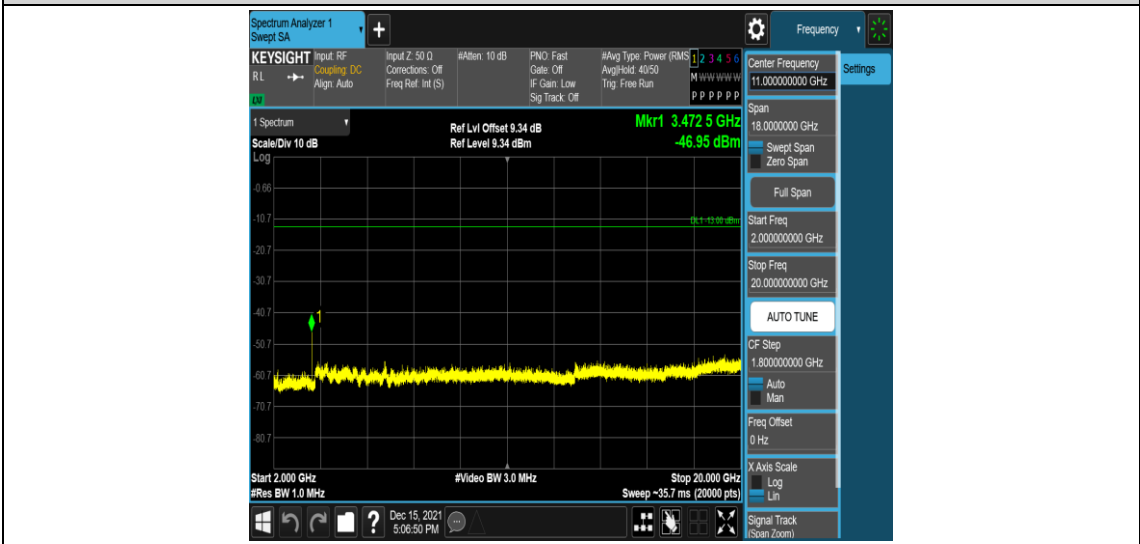 Spectrum Analyzer 1
Swept SA
+
Frequency
KEYSIGHT
Input: RF
Coupling: DC
Align: Auto
Input Z: 50 Ω
Corrections: Off
Freq Ref: Int (S)
#Atten: 10 dB
PNO: Fast
Gate: Off
IF Gain: Low
Sig Track: Off
#Avg Type: Power (RMS
Avg|Hold: 40/50
Trig: Free Run
1 2 3 4 5 6
M W W W W W
P P P P P P
R L
LXI
Center Frequency
11.000000000 GHz
Settings
1 Spectrum
Scale/Div 10 dB
Log
Ref Lvl Offset 9.34 dB
Ref Level 9.34 dBm
Mkr1 3.472 5 GHz
-46.95 dBm
Span
18.0000000 GHz
Swept Span
Zero Span
Full Span
-0.66
-10.7
DL1 -13.00 dBm
-20.7
-30.7
-40.7
1
-50.7
-60.7
-70.7
-80.7
Start Freq
2.000000000 GHz
Stop Freq
20.000000000 GHz
AUTO TUNE
CF Step
1.800000000 GHz
Auto
Man
Freq Offset
0 Hz
X Axis Scale
Log
Lin
Signal Track
(Span Zoom)
Start 2.000 GHz
#Res BW 1.0 MHz
#Video BW 3.0 MHz
Stop 20.000 GHz
Sweep ~35.7 ms (20000 pts)
?
Dec 15, 2021
5:06:50 PM